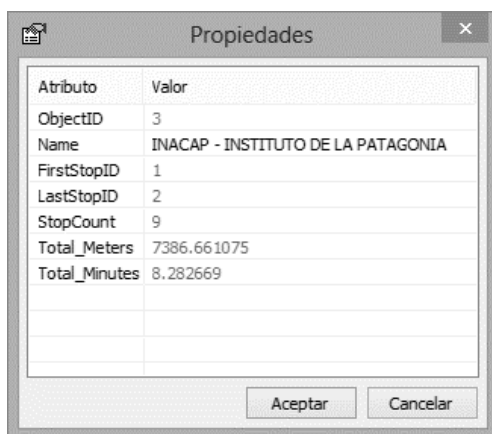 Propiedades
Atributo Valor
ObjectID 3
Name INACAP - INSTITUTO DE LA PATAGONIA
FirstStopID 1
LastStopID 2
StopCount 9
Total_Meters 7386.661075
Total_Minutes 8.282669
Aceptar Cancelar